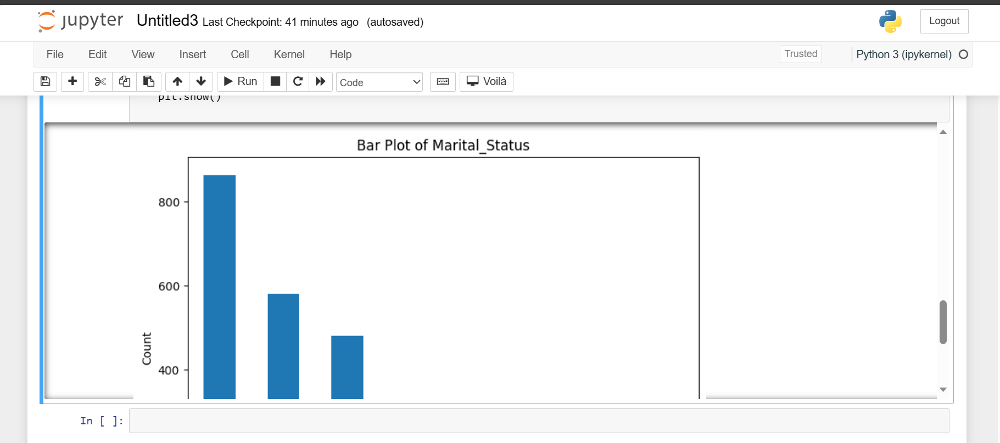 jupyter Untitled3 Last Checkpoint: 41 minutes ago (autosaved)
Logout
File Edit View Insert Cell Kernel Help
Trusted
Python 3 (ipykernel)
Run
Code
Voilà
plt.show()
Bar Plot of Marital_Status
800
600
Count
400
In [ ]: